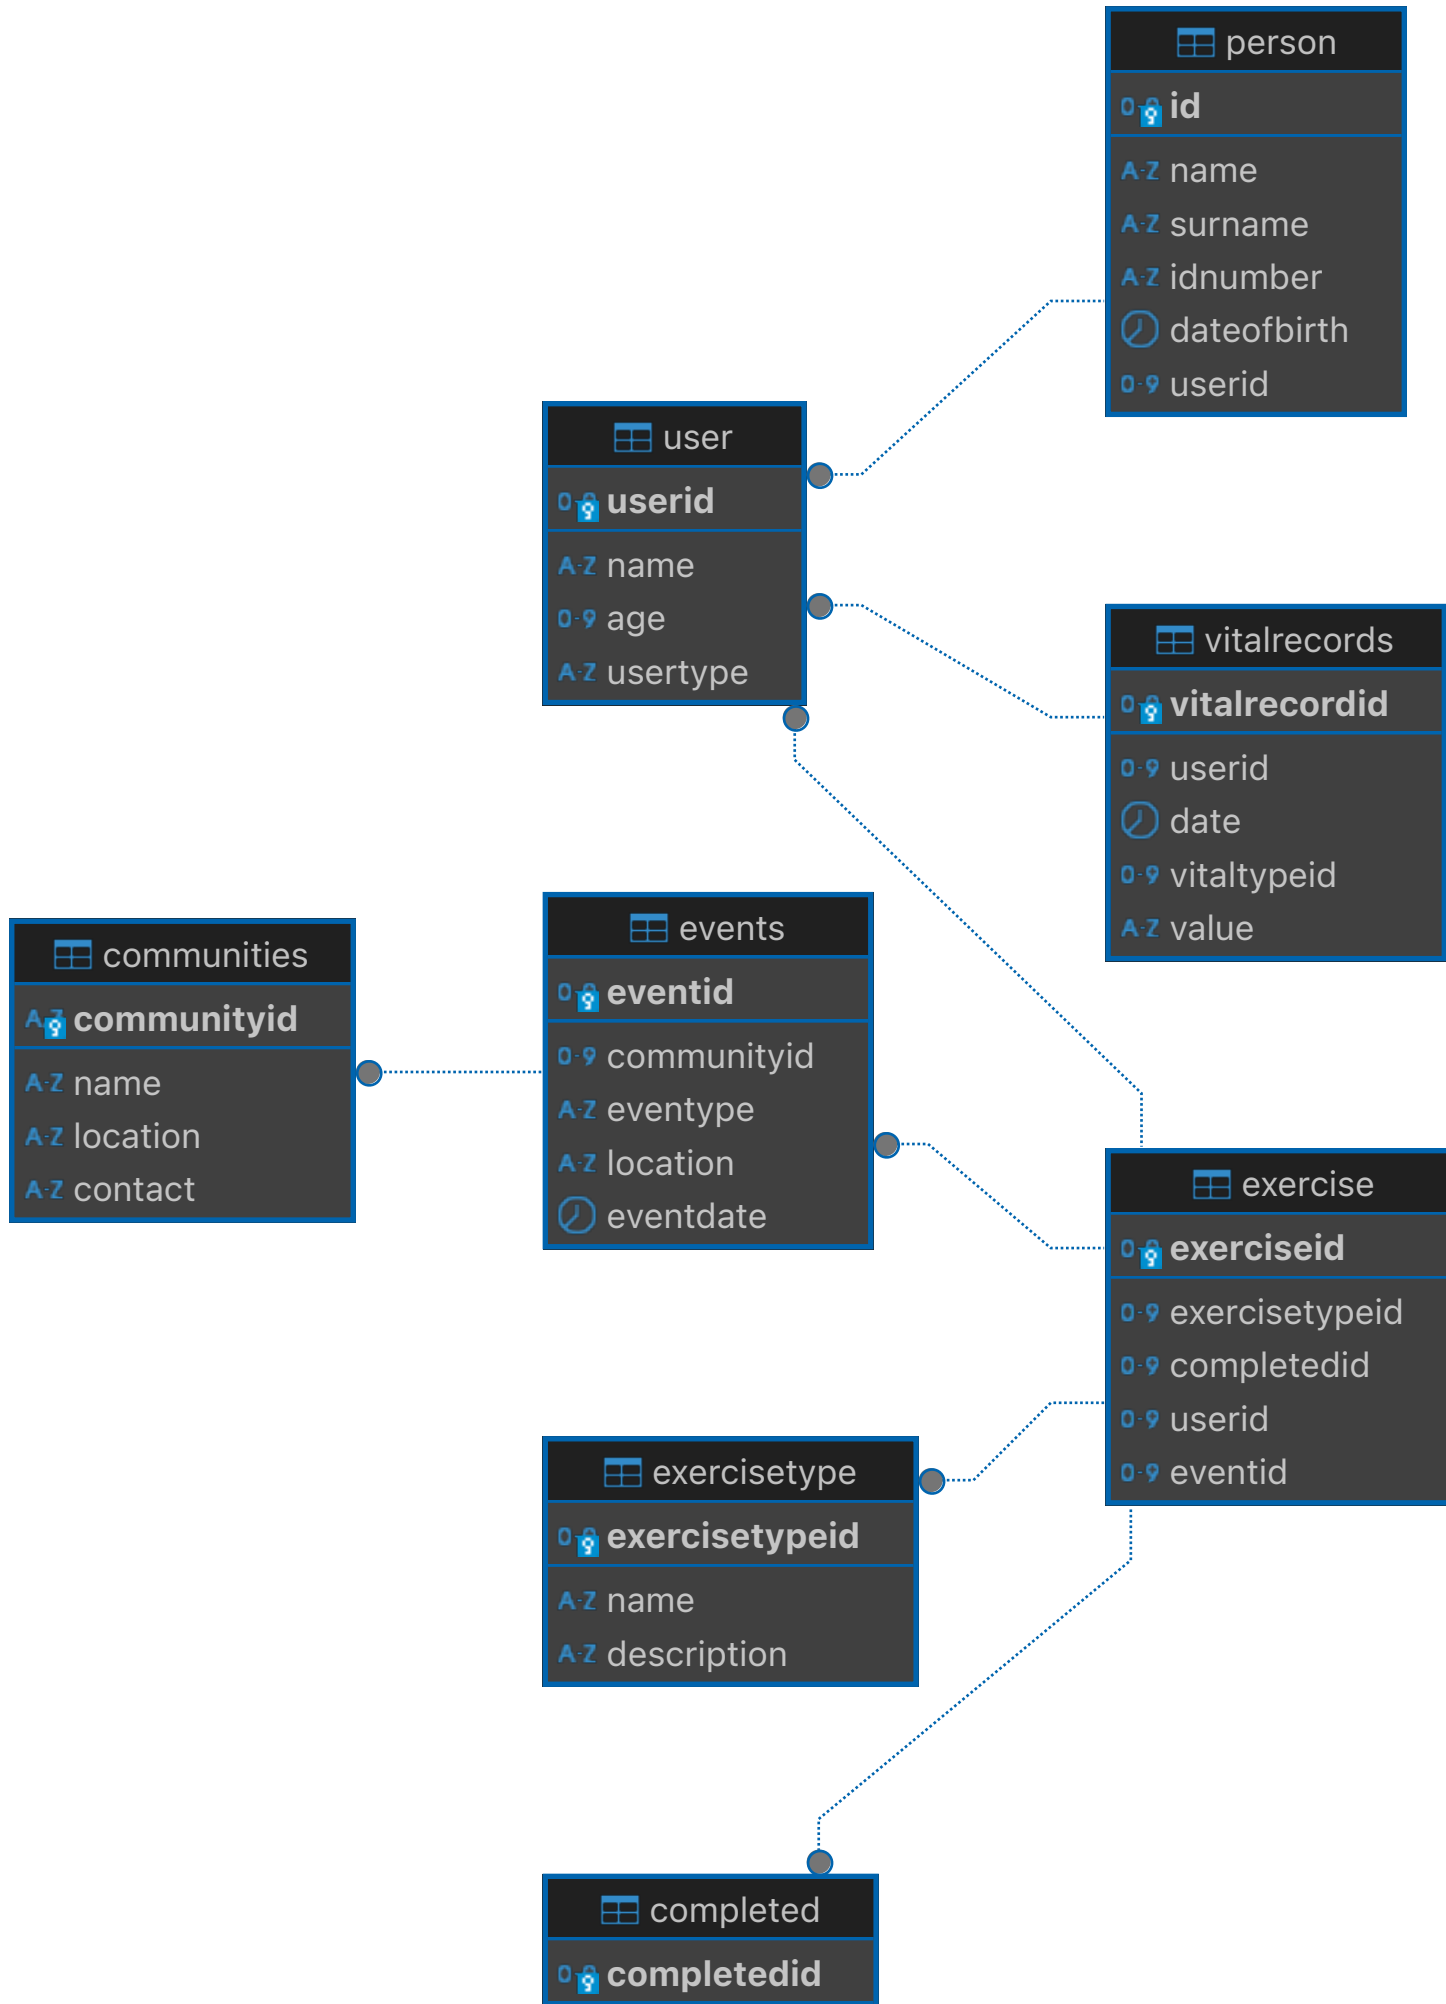 person
id
name
surname
idnumber
dateofbirth
userid
user
userid
name
age
usertype
vitalrecords
vitalrecordid
userid
date
vitaltypeid
value
communities
communityid
name
location
contact
events
eventid
communityid
eventype
location
eventdate
exercise
exerciseid
exercisetypeid
completedid
userid
eventid
exercisetype
exercisetypeid
name
description
completed
completedid